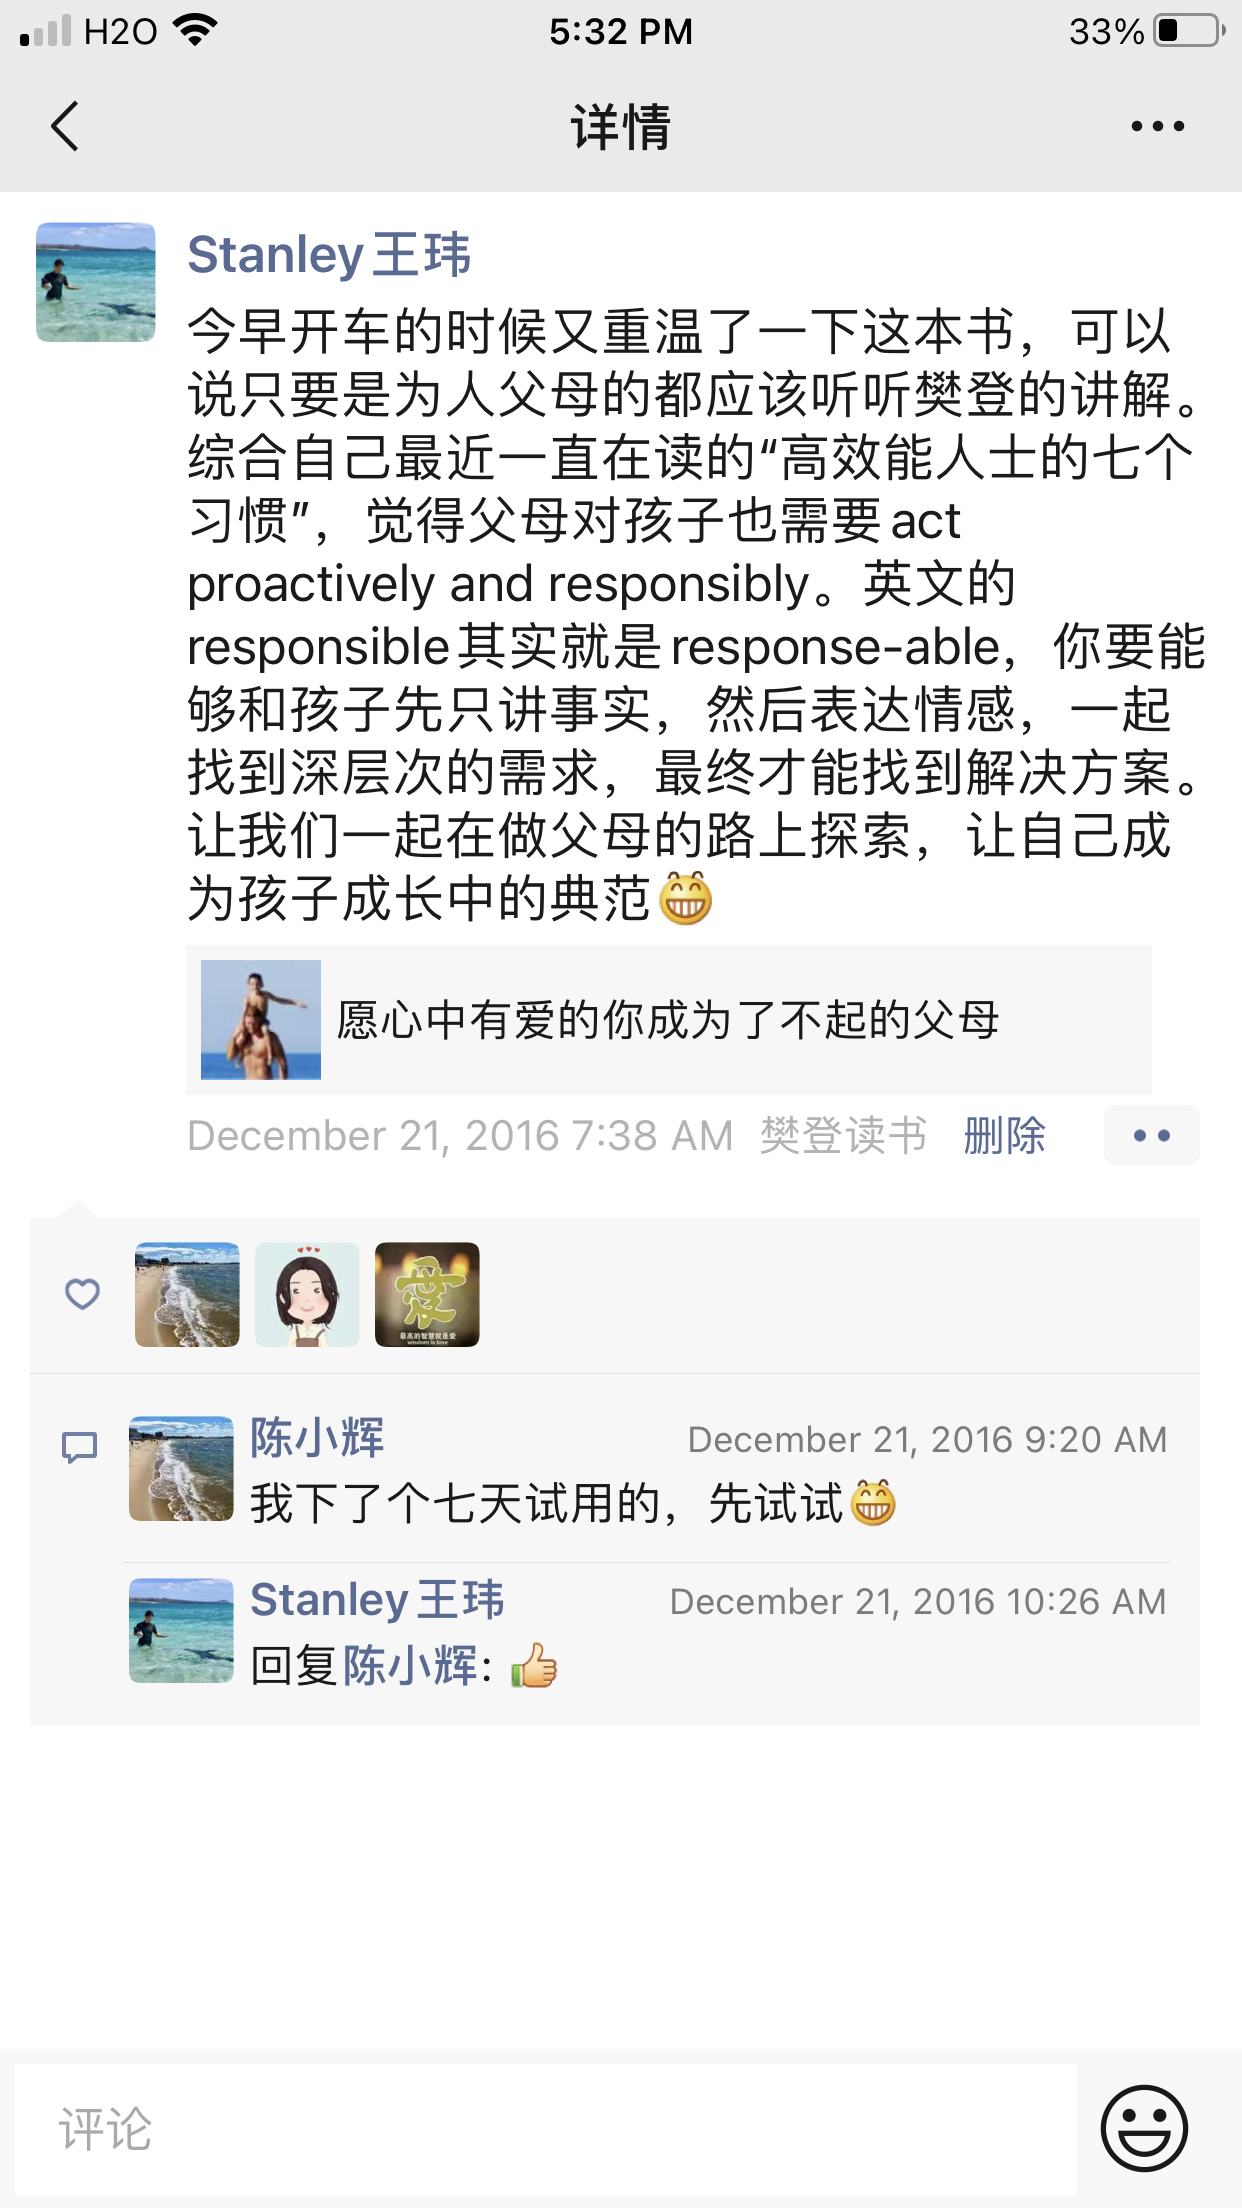 H2O
5:32 PM
33%
详情
Stanley王玮
今早开车的时候又重温了一下这本书，可以
说只要是为人父母的都应该听听樊登的讲解。
综合自己最近一直在读的“高效能人士的七个
习惯”，觉得父母对孩子也需要act
proactively and responsibly。英文的
responsible其实就是response-able，你要能
够和孩子先只讲事实，然后表达情感，一起
找到深层次的需求，最终才能找到解决方案。
让我们一起在做父母的路上探索，让自己成
为孩子成长中的典范😁
愿心中有爱的你成为了不起的父母
December 21, 2016 7:38 AM 樊登读书 删除
爱
最高的智慧就是爱
wisdom is love
陈小辉 December 21, 2016 9:20 AM
我下了个七天试用的，先试试😁
Stanley王玮 December 21, 2016 10:26 AM
回复陈小辉: 👍
评论